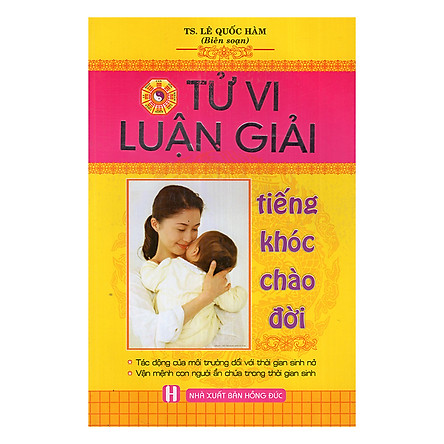 TS. LÊ QUỐC HÀM
(Biên soạn)
TỬ VI
LUẬN GIẢI
tiếng
khóc
chào
đời
Tác động của môi trường đối với thời gian sinh nở
Vận mệnh con người ẩn chứa trong thời gian sinh
H NHÀ XUẤT BẢN HỒNG ĐỨC